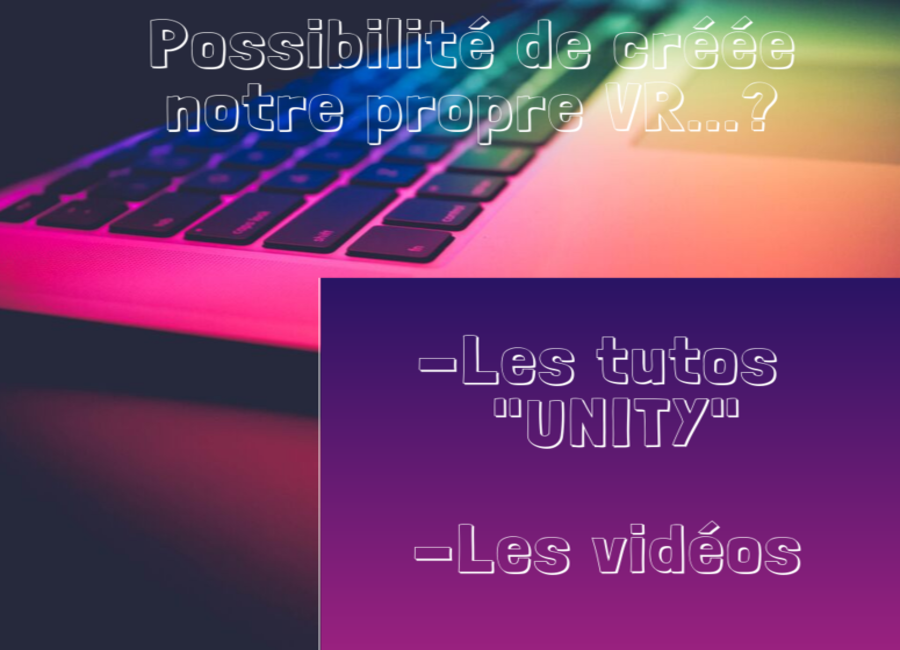 Possibilité de créée
notre propre VR...?
-Les tutos
"UNITY"
-Les vidéos